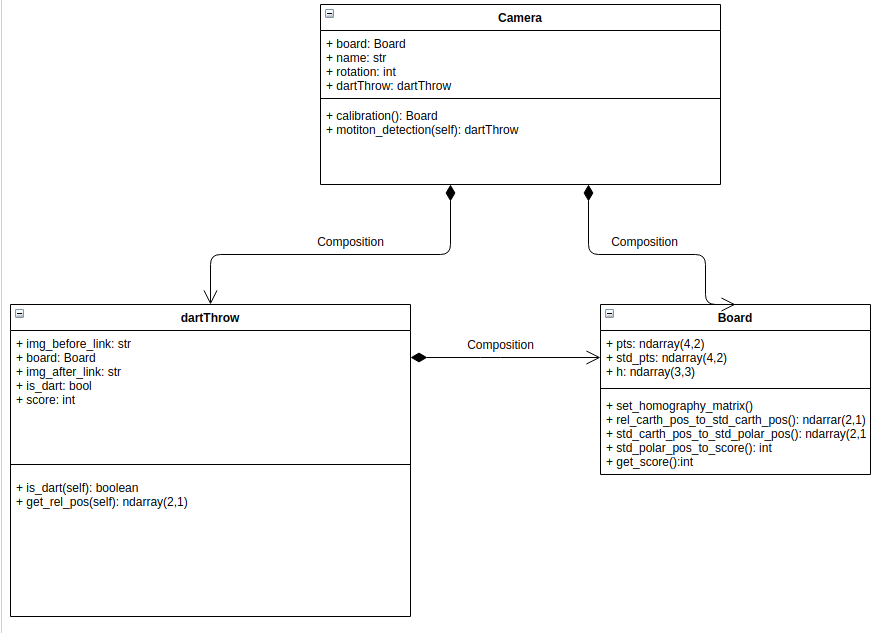 Camera
+ board: Board
+ name: str
+ rotation: int
+ dartThrow: dartThrow
+ calibration(): Board
+ motiton_detection(self): dartThrow
Composition
Composition
dartThrow
+ img_before_link: str
+ board: Board
+ img_after_link: str
+ is_dart: bool
+ score: int
+ is_dart(self): boolean
+ get_rel_pos(self): ndarray(2,1)
Composition
Board
+ pts: ndarray(4,2)
+ std_pts: ndarray(4,2)
+ h: ndarray(3,3)
+ set_homography_matrix()
+ rel_carth_pos_to_std_carth_pos(): ndarrar(2,1)
+ std_carth_pos_to_std_polar_pos(): ndarray(2,1
+ std_polar_pos_to_score(): int
+ get_score():int